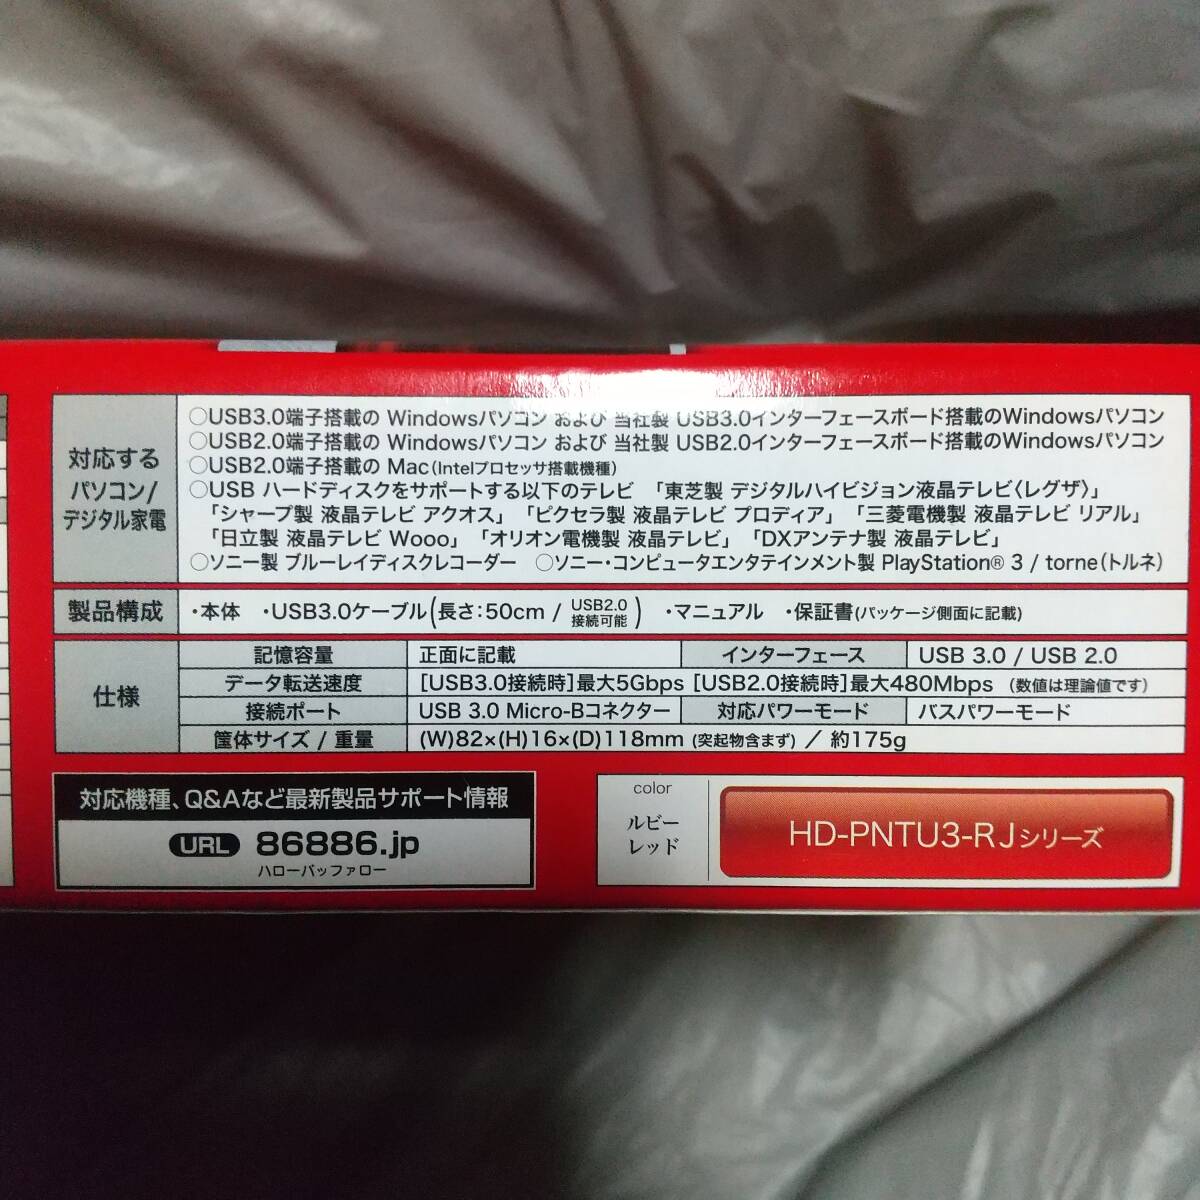 対応する
パソコン/
デジタル家電
○USB3.0端子搭載の Windowsパソコン および 当社製 USB3.0インターフェースボード搭載のWindowsパソコン
○USB2.0端子搭載の Windowsパソコン および 当社製 USB2.0インターフェースボード搭載のWindowsパソコン
○USB2.0端子搭載の Mac(Intelプロセッサ搭載機種)
○USB ハードディスクをサポートする以下のテレビ 「東芝製 デジタルハイビジョン液晶テレビ〈レグザ〉」
「シャープ製 液晶テレビ アクオス」 「ピクセラ製 液晶テレビ プロディア」 「三菱電機製 液晶テレビ リアル」
「日立製 液晶テレビ Wooo」 「オリオン電機製 液晶テレビ」 「DXアンテナ製 液晶テレビ」
○ソニー製 ブルーレイディスクレコーダー ○ソニー・コンピュータエンタテインメント製 PlayStation® 3 / torne(トルネ)
製品構成 ・本体 ・USB3.0ケーブル(長さ:50cm / USB2.0接続可能) ・マニュアル ・保証書(パッケージ側面に記載)
仕様
記憶容量 正面に記載 インターフェース USB 3.0 / USB 2.0
データ転送速度 [USB3.0接続時]最大5Gbps [USB2.0接続時]最大480Mbps (数値は理論値です)
接続ポート USB 3.0 Micro-Bコネクター 対応パワーモード バスパワーモード
筐体サイズ / 重量 (W)82×(H)16×(D)118mm (突起物含まず) / 約175g
対応機種、Q&Aなど最新製品サポート情報
URL 86886.jp
ハローバッファロー
color
ルビー
レッド
HD-PNTU3-RJシリーズ